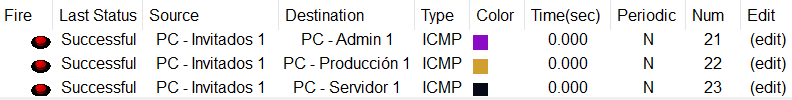 Fire Last Status Source Destination Type Color Time(sec) Periodic Num Edit
Successful PC - Invitados 1 PC - Admin 1 ICMP 0.000 N 21 (edit)
Successful PC - Invitados 1 PC - Producción 1 ICMP 0.000 N 22 (edit)
Successful PC - Invitados 1 PC - Servidor 1 ICMP 0.000 N 23 (edit)